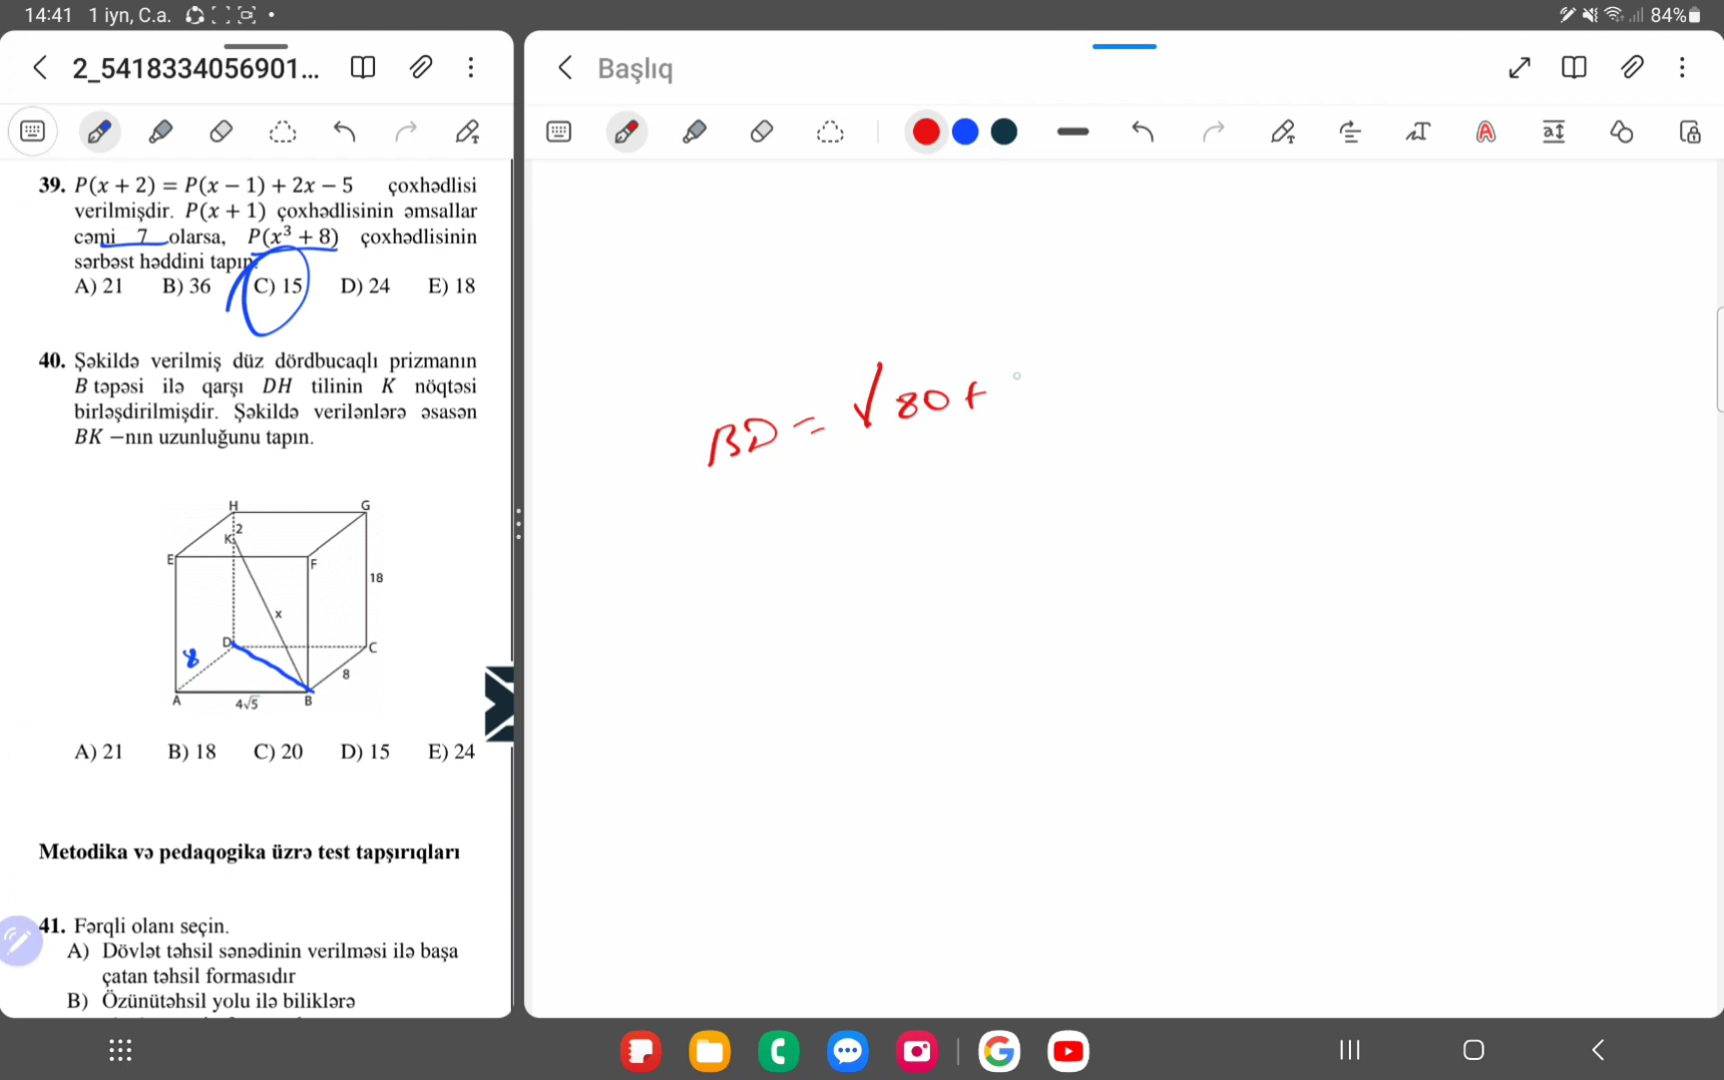 14:41 1 iyn, C.a.
84%
2_5418334056901...
Başlıq
39. P(x + 2) = P(x − 1) + 2x − 5 çoxhədlisi
verilmişdir. P(x + 1) çoxhədlisinin əmsallar
cəmi 7 olarsa, P(x³ + 8) çoxhədlisinin
sərbəst həddini tapın.
A) 21 B) 36 C) 15 D) 24 E) 18
40. Şəkildə verilmiş düz dördbucaqlı prizmanın
B təpəsi ilə qarşı DH tilinin K nöqtəsi
birləşdirilmişdir. Şəkildə verilənlərə əsasən
BK −nın uzunluğunu tapın.
H G
2
K
E F
18
x
D C
8
8
A 4√5 B
A) 21 B) 18 C) 20 D) 15 E) 24
Metodika və pedaqogika üzrə test tapşırıqları
41. Fərqli olanı seçin.
A) Dövlət təhsil sənədinin verilməsi ilə başa
çatan təhsil formasıdır
B) Özünütəhsil yolu ilə biliklərə
BD = √80 +